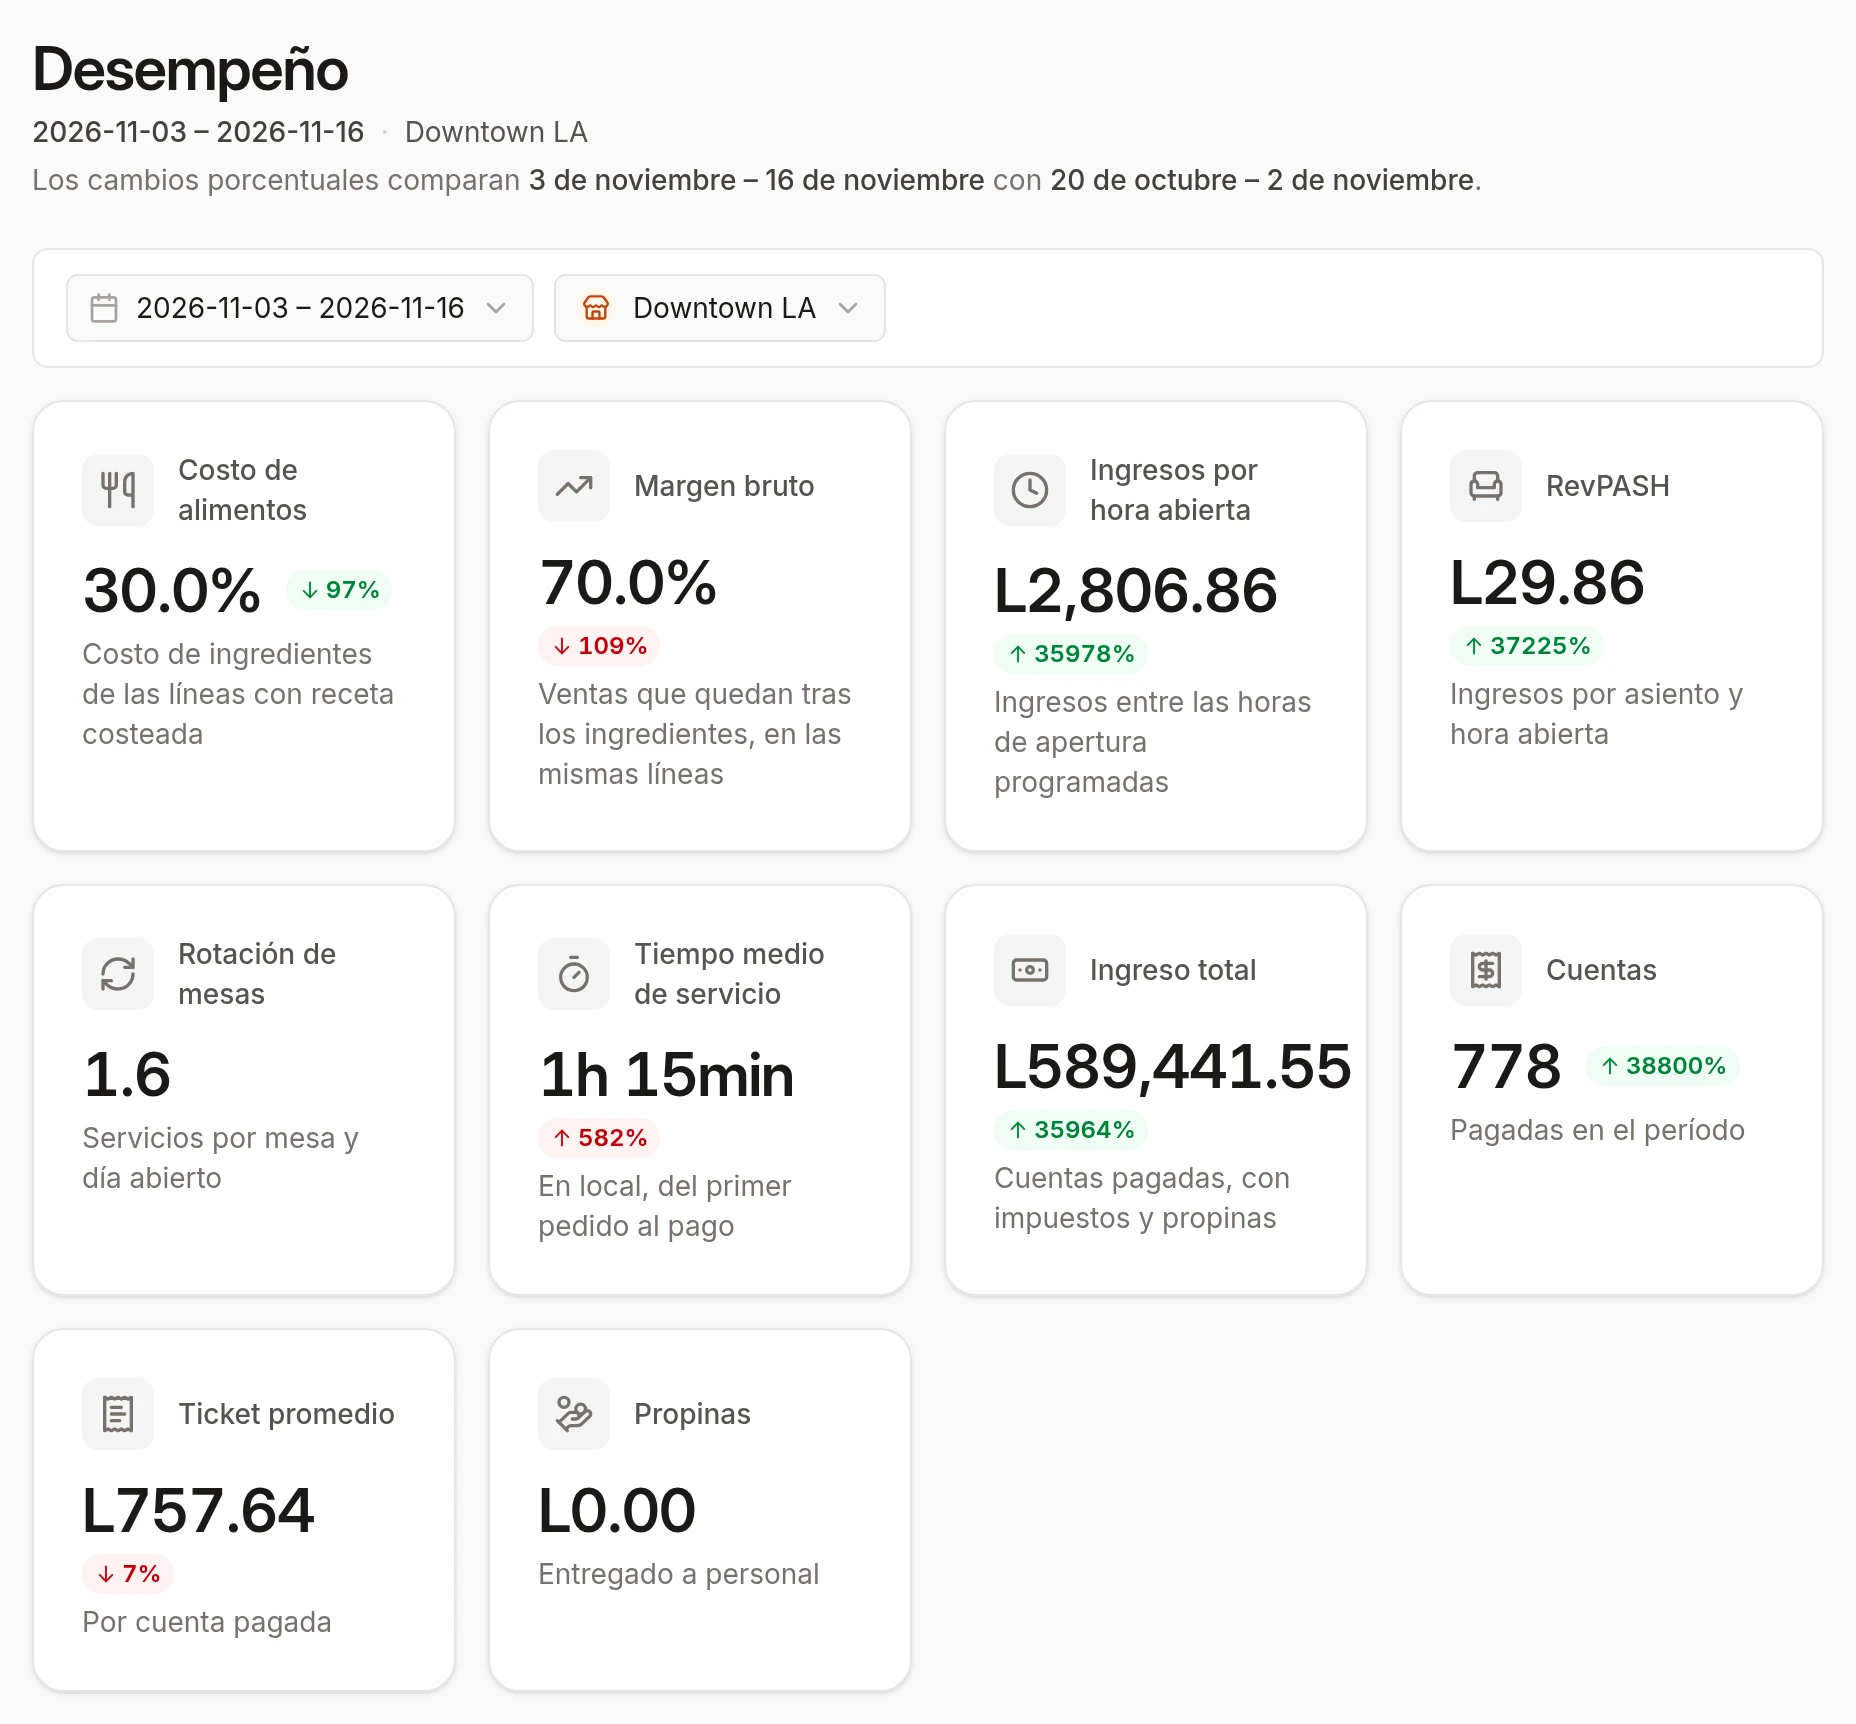 Desempeño
2026-11-03 – 2026-11-16 · Downtown LA
Los cambios porcentuales comparan 3 de noviembre – 16 de noviembre con 20 de octubre – 2 de noviembre.
2026-11-03 – 2026-11-16
Downtown LA
Costo de
alimentos
30.0% ↓ 97%
Costo de ingredientes
de las líneas con receta
costeada
Margen bruto
70.0%
↓ 109%
Ventas que quedan tras
los ingredientes, en las
mismas líneas
Ingresos por
hora abierta
L2,806.86
↑ 35978%
Ingresos entre las horas
de apertura
programadas
RevPASH
L29.86
↑ 37225%
Ingresos por asiento y
hora abierta
Rotación de
mesas
1.6
Servicios por mesa y
día abierto
Tiempo medio
de servicio
1h 15min
↑ 582%
En local, del primer
pedido al pago
Ingreso total
L589,441.55
↑ 35964%
Cuentas pagadas, con
impuestos y propinas
Cuentas
778 ↑ 38800%
Pagadas en el período
Ticket promedio
L757.64
↓ 7%
Por cuenta pagada
Propinas
L0.00
Entregado a personal